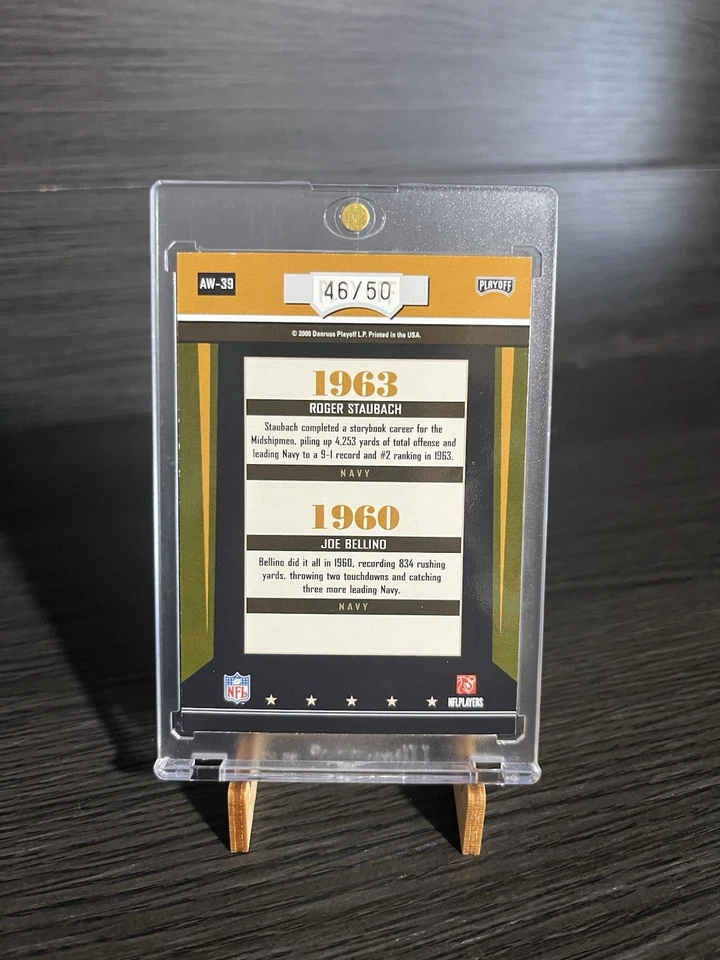 AW-39
46/50
PLAYOFF
© 2006 Donruss Playoff L.P. Printed in the USA.
1963
ROGER STAUBACH
Staubach completed a storybook career for the
Midshipmen, piling up 4,253 yards of total offense and
leading Navy to a 9-1 record and #2 ranking in 1963.
NAVY
1960
JOE BELLINO
Bellino did it all in 1960, recording 834 rushing
yards, throwing two touchdowns and catching
three more leading Navy.
NAVY
NFL
NFLPLAYERS